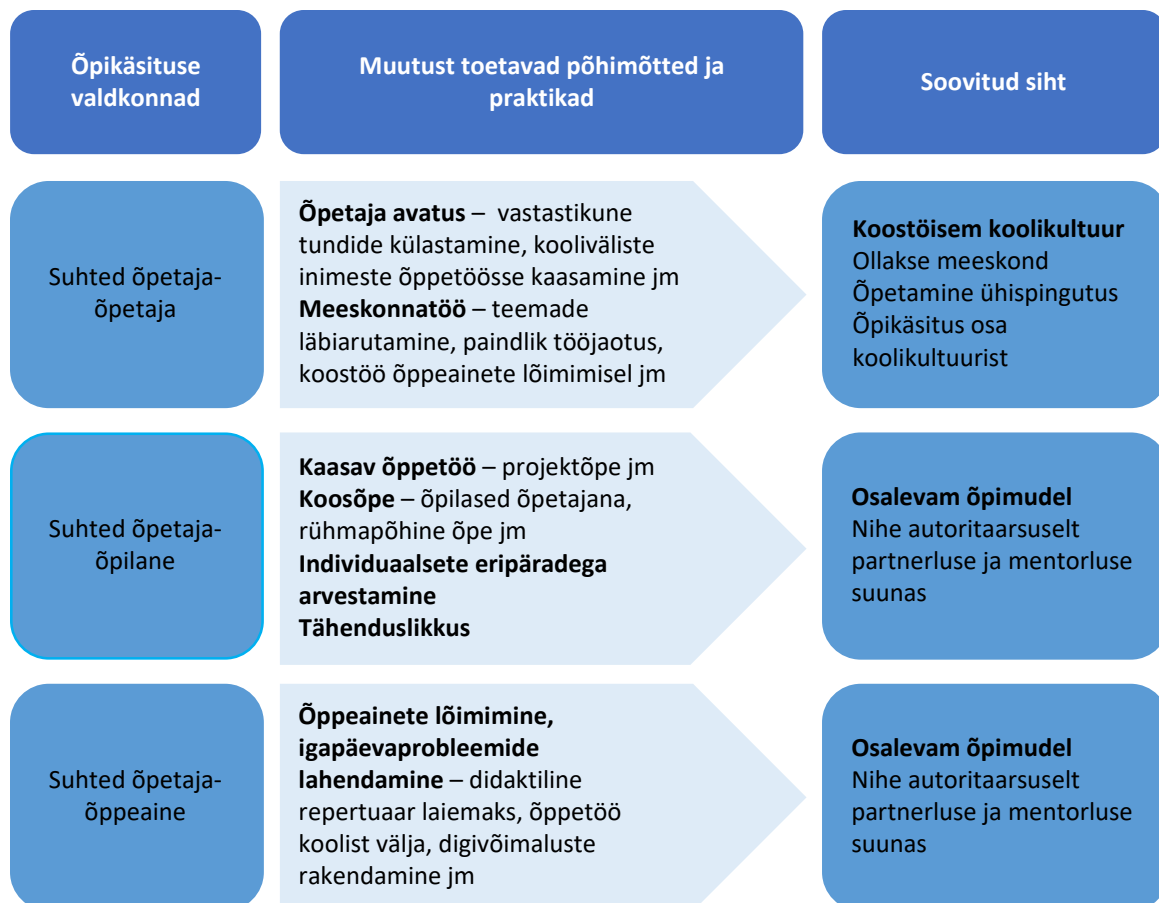 Õpikäsituse
valdkonnad
Muutust toetavad põhimõtted ja
praktikad
Soovitud siht
Suhted õpetaja-
õpetaja
Õpetaja avatus – vastastikune
tundide külastamine, kooliväliste
inimeste õppetöösse kaasamine jm
Meeskonnatöö – teemade
läbiarutamine, paindlik tööjaotus,
koostöö õppeainete lõimimisel jm
Koostöisem koolikultuur
Ollakse meeskond
Õpetamine ühispingutus
Õpikäsitus osa
koolikultuurist
Suhted õpetaja-
õpilane
Kaasav õppetöö – projektõpe jm
Koosõpe – õpilased õpetajana,
rühmapõhine õpe jm
Individuaalsete eripäradega
arvestamine
Tähenduslikkus
Osalevam õpimudel
Nihe autoritaarsuselt
partnerluse ja mentorluse
suunas
Suhted õpetaja-
õppeaine
Õppeainete lõimimine,
igapäevaprobleemide
lahendamine – didaktiline
repertuaar laiemaks, õppetöö
koolist välja, digivõimaluste
rakendamine jm
Osalevam õpimudel
Nihe autoritaarsuselt
partnerluse ja mentorluse
suunas